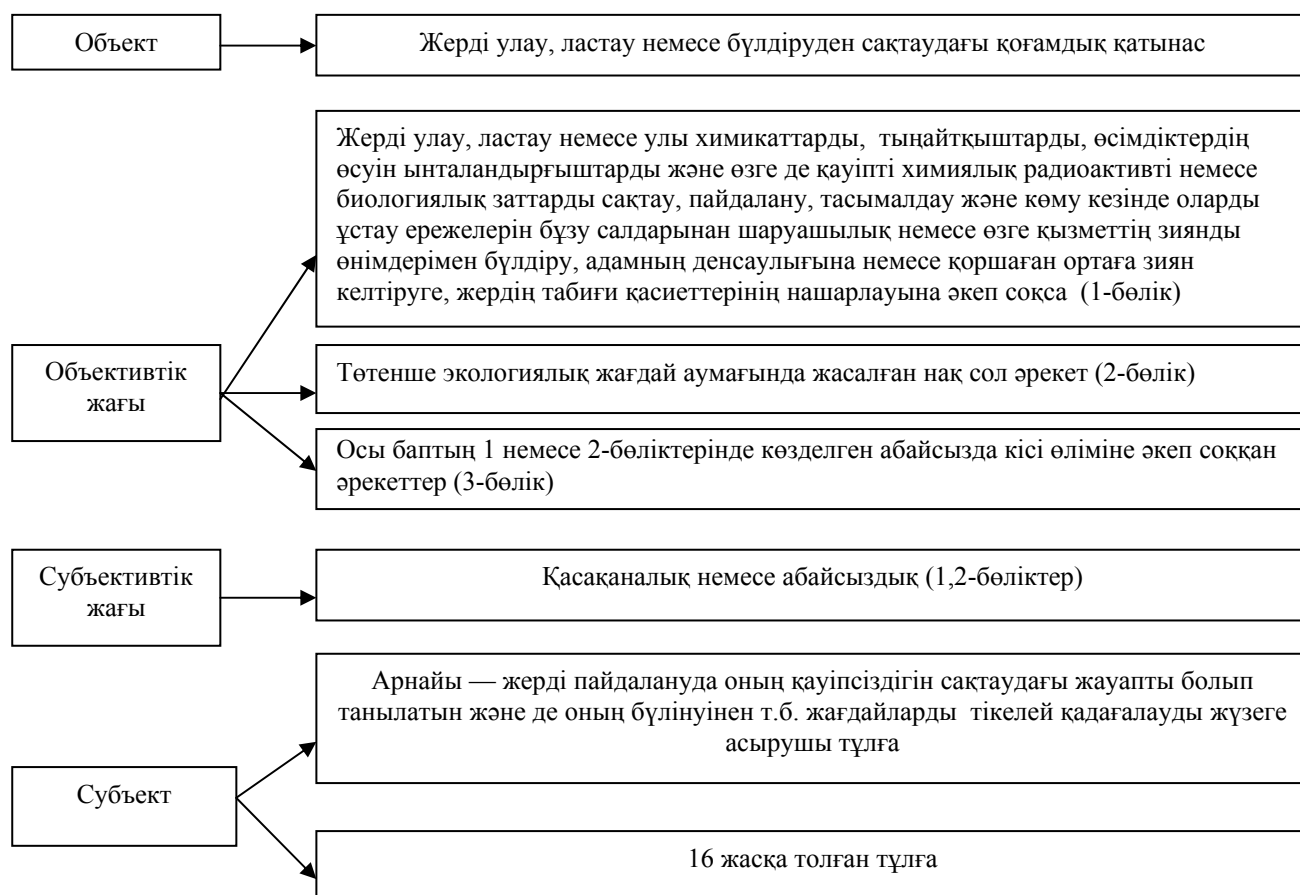 Объект
Жерді улау, ластау немесе бүлдіруден сақтаудағы қоғамдық қатынас
Жерді улау, ластау немесе улы химикаттарды, тыңайтқыштарды, өсімдіктердің
өсуін ынталандырғыштарды және өзге де қауіпті химиялық радиоактивті немесе
биологиялық заттарды сақтау, пайдалану, тасымалдау және көму кезінде оларды
ұстау ережелерін бұзу салдарынан шаруашылық немесе өзге қызметтің зиянды
өнімдерімен бүлдіру, адамның денсаулығына немесе қоршаған ортаға зиян
келтіруге, жердің табиғи қасиеттерінің нашарлауына әкеп соқса (1-бөлік)
Объективтік
жағы
Төтенше экологиялық жағдай аумағында жасалған нақ сол әрекет (2-бөлік)
Осы баптың 1 немесе 2-бөліктерінде көзделген абайсызда кісі өліміне әкеп соққан
әрекеттер (3-бөлік)
Субъективтік
жағы
Қасақаналық немесе абайсыздық (1,2-бөліктер)
Арнайы — жерді пайдалануда оның қауіпсіздігін сақтаудағы жауапты болып
танылатын және де оның бүлінуінен т.б. жағдайларды тікелей қадағалауды жүзеге
асырушы тұлға
Субъект
16 жасқа толған тұлға